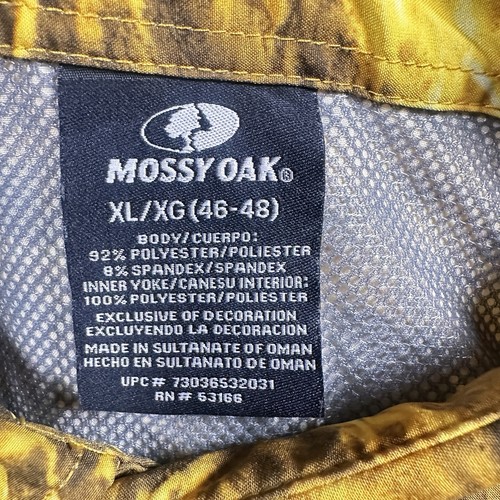 MOSSY OAK®
XL/XG (46-48)
BODY/CUERPO:
92% POLYESTER/POLIESTER
8% SPANDEX/SPANDEX
INNER YOKE/CANESU INTERIOR:
100% POLYESTER/POLIESTER
EXCLUSIVE OF DECORATION
EXCLUYENDO LA DECORACION
MADE IN SULTANATE OF OMAN
HECHO EN SULTANATO DE OMAN
UPC# 73036532031
RN# 53166